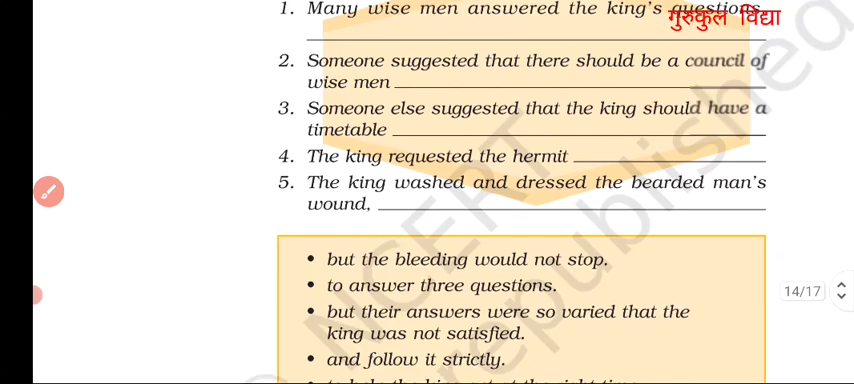 1. Many wise men answered the king's questions,
गुरुकुल विद्या
2. Someone suggested that there should be a council of
wise men
3. Someone else suggested that the king should have a
timetable
4. The king requested the hermit
5. The king washed and dressed the bearded man's
wound,
• but the bleeding would not stop.
• to answer three questions.
14/17
• but their answers were so varied that the
king was not satisfied.
• and follow it strictly.
NCERT
republished